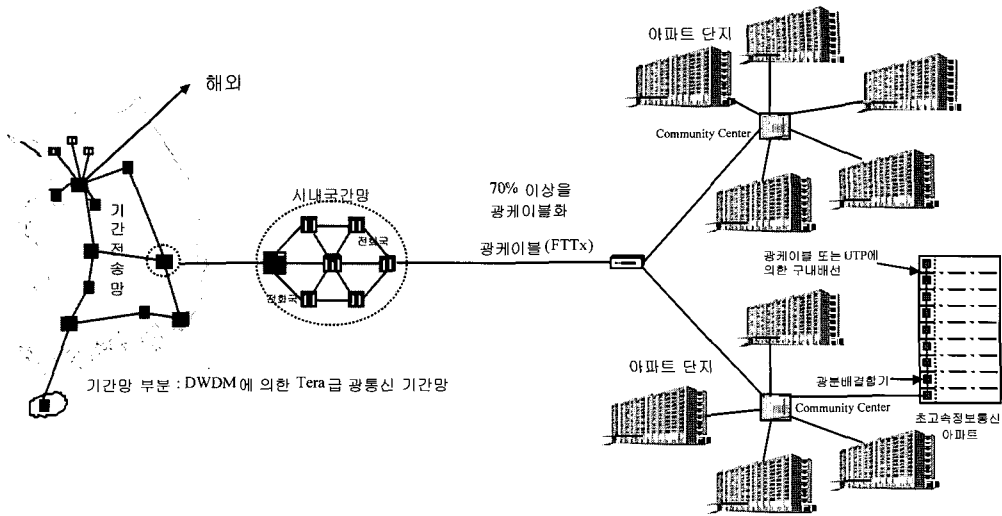 해외
기간전송망
시내국간망
전화국
전화국
70% 이상을
광케이블화
광케이블 (FTTx)
기간망 부분 : DWDM에 의한 Tera급 광통신 기간망
아파트 단지
Community Center
광케이블 또는 UTP에
의한 구내배선
아파트 단지
광분배결합기
Community Center
초고속정보통신
아파트